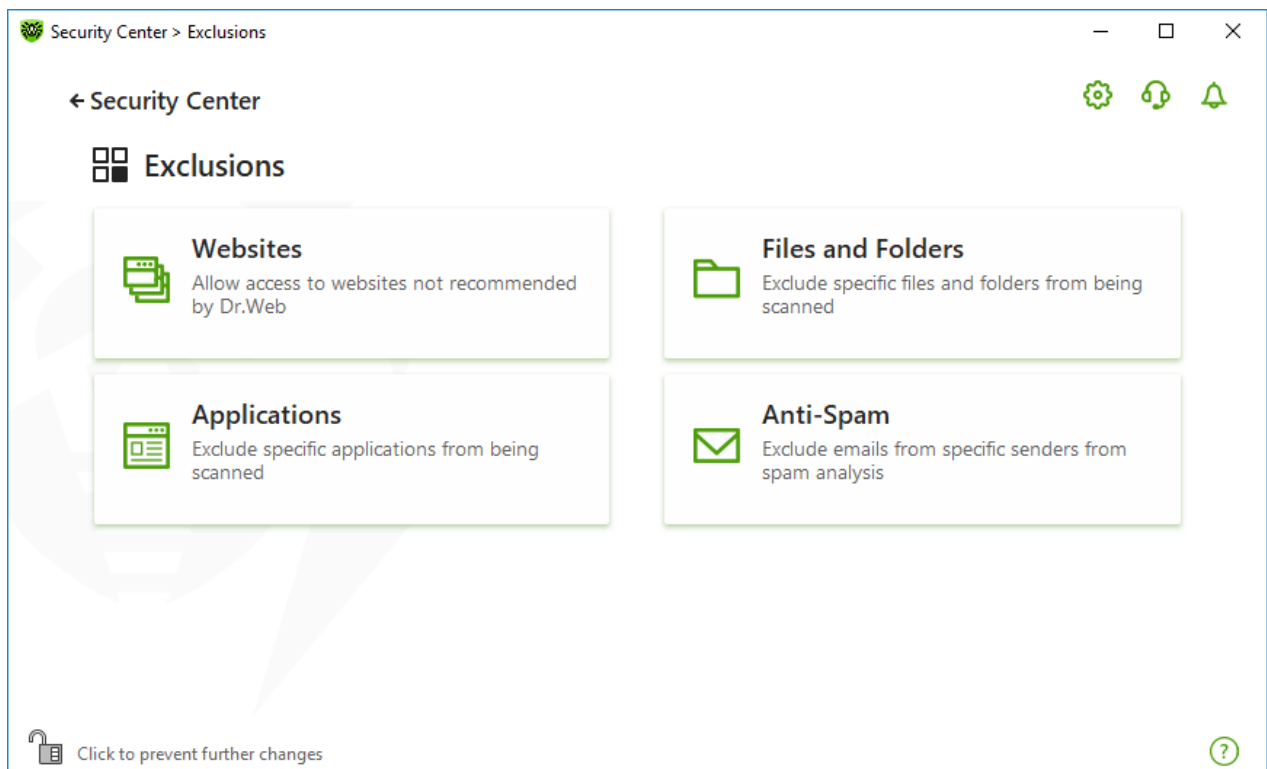 Security Center > Exclusions
Security Center
Exclusions
Websites
Allow access to websites not recommended
by Dr.Web
Files and Folders
Exclude specific files and folders from being
scanned
Applications
Exclude specific applications from being
scanned
Anti-Spam
Exclude emails from specific senders from
spam analysis
Click to prevent further changes
?